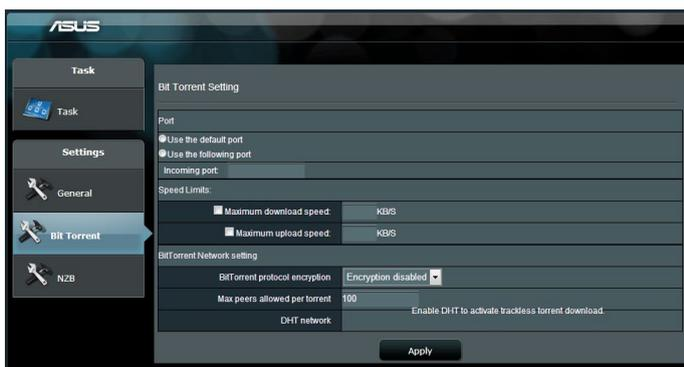 ASUS
Task
Task
Settings
General
Bit Torrent
NZB
Bit Torrent Setting
Port
Use the default port
Use the following port
Incoming port:
Speed Limits:
Maximum download speed: KB/S
Maximum upload speed: KB/S
BitTorrent Network setting
BitTorrent protocol encryption Encryption disabled
Max peers allowed per torrent 100
Enable DHT to activate trackless torrent download.
DHT network
Apply